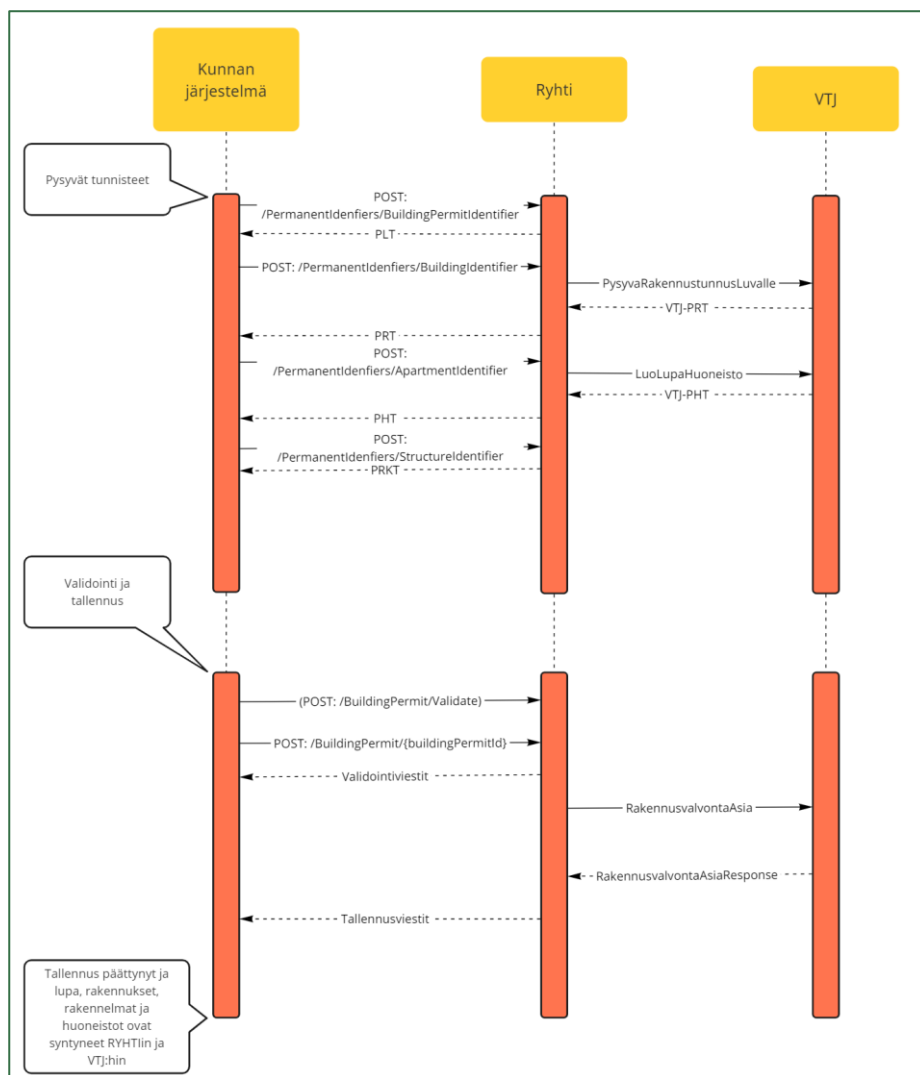 Kunnan
järjestelmä
Ryhti
VTJ
Pysyvät tunnisteet
POST:
/PermanentIdenfiers/BuildingPermitIdentifier
PLT
POST: /PermanentIdenfiers/BuildingIdentifier
PysyvaRakennustunnusLuvalle
VTJ-PRT
PRT
POST:
/PermanentIdenfiers/ApartmentIdentifier
LuoLupaHuoneisto
VTJ-PHT
PHT
POST:
/PermanentIdenfiers/StructureIdentifier
PRKT
Validointi ja
tallennus
(POST: /BuildingPermit/Validate)
POST: /BuildingPermit/{buildingPermitId}
Validointiviestit
RakennusvalvontaAsia
RakennusvalvontaAsiaResponse
Tallennusviestit
Tallennus päättynyt ja
lupa, rakennukset,
rakennelmat ja
huoneistot ovat
syntyneet RYHTIin ja
VTJ:hin